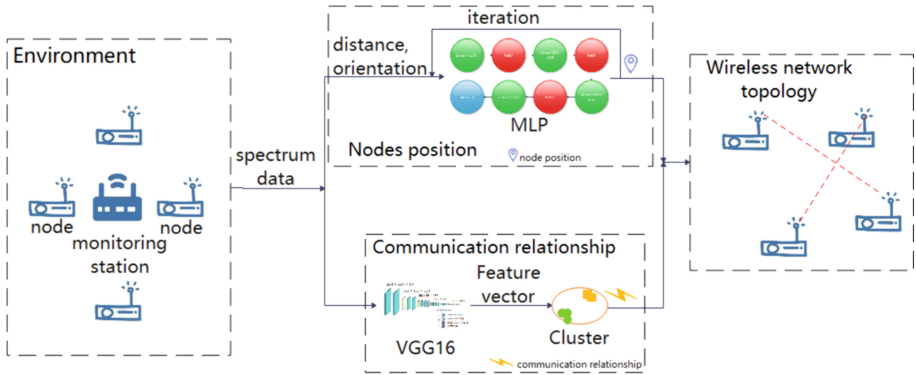 Environment
node
node
monitoring
station
spectrum
data
iteration
distance,
orientation
MLP
Nodes position
node position
Communication relationship
Feature
vector
VGG16
Cluster
communication relationship
Wireless network
topology